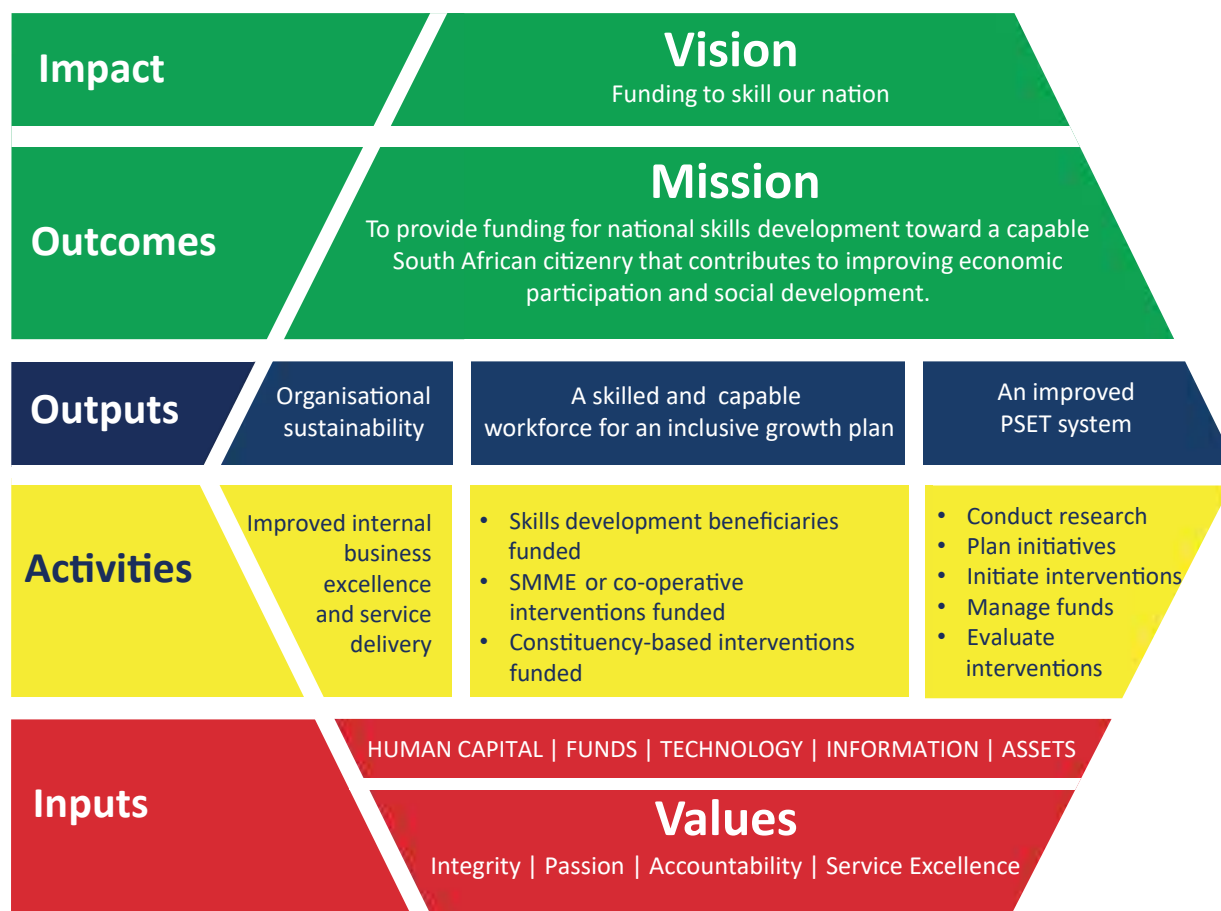 Impact
Vision
Funding to skill our nation
Outcomes
Mission
To provide funding for national skills development toward a capable
South African citizenry that contributes to improving economic
participation and social development.
Outputs
Organisational
sustainability
A skilled and capable
workforce for an inclusive growth plan
An improved
PSET system
Activities
Improved internal
business
excellence
and service
delivery
• Skills development beneficiaries
funded
• SMME or co-operative
interventions funded
• Constituency-based interventions
funded
• Conduct research
• Plan initiatives
• Initiate interventions
• Manage funds
• Evaluate
interventions
Inputs
HUMAN CAPITAL | FUNDS | TECHNOLOGY | INFORMATION | ASSETS
Values
Integrity | Passion | Accountability | Service Excellence